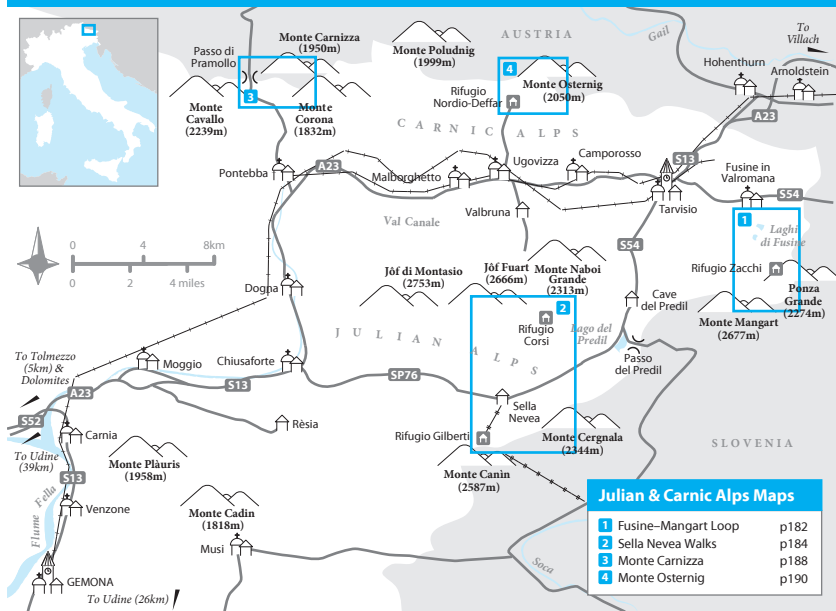 AUSTRIA
To
Villach
Gail
Monte Carnizza
(1950m)
Monte Poludnig
(1999m)
Passo di
Pramollo
4
Monte Osternig
(2050m)
Hohenthurn
Arnoldstein
Rifugio
Nordio-Deffar
3
Monte
Cavallo
(2239m)
Monte
Corona
(1832m)
CARNIC ALPS
A23
S13
Pontebba
A23
Malborghetto
Ugovizza
Camporosso
Fusine in
Valromana
S54
Tarvisio
Valbruna
Val Canale
1
Laghi
di Fusine
0 4 8km
0 2 4 miles
S54
Rifugio Zacchi
Jôf di Montasio
(2753m)
Jôf Fuart
(2666m)
Monte Naboi
Grande
(2313m)
Ponza
Grande
(2274m)
Dogna
Cave
del Predil
Monte Mangart
(2677m)
2
Rifugio
Corsi
Lago del
Predil
Passo
del Predil
JULIAN ALPS
To Tolmezzo
(5km) &
Dolomites
Moggio
Chiusaforte
S13
SP76
A23
S52
Sella
Nevea
Rèsia
Carnia
Rifugio Gilberti
Monte Cergnala
(2344m)
SLOVENIA
To Udine
(39km)
Monte Plàuris
(1958m)
Monte Canìn
(2587m)
S13
Flume Fella
Venzone
Monte Cadin
(1818m)
Musi
Soca
GEMONA
To Udine (26km)
Julian & Carnic Alps Maps
1 Fusine–Mangart Loop p182
2 Sella Nevea Walks p184
3 Monte Carnizza p188
4 Monte Osternig p190